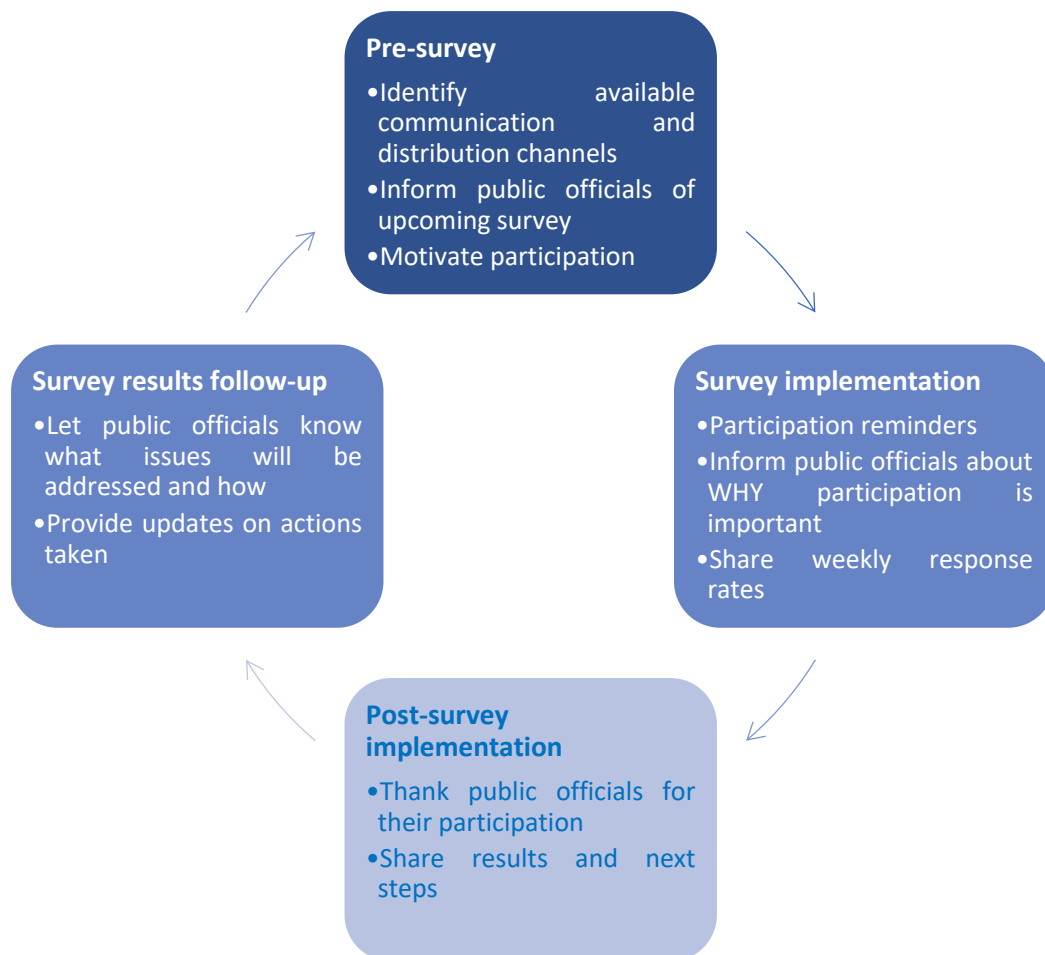 Pre-survey
•Identify available
communication and
distribution channels
•Inform public officials of
upcoming survey
•Motivate participation
Survey implementation
•Participation reminders
•Inform public officials about
WHY participation is
important
•Share weekly response
rates
Post-survey
implementation
•Thank public officials for
their participation
•Share results and next
steps
Survey results follow-up
•Let public officials know
what issues will be
addressed and how
•Provide updates on actions
taken